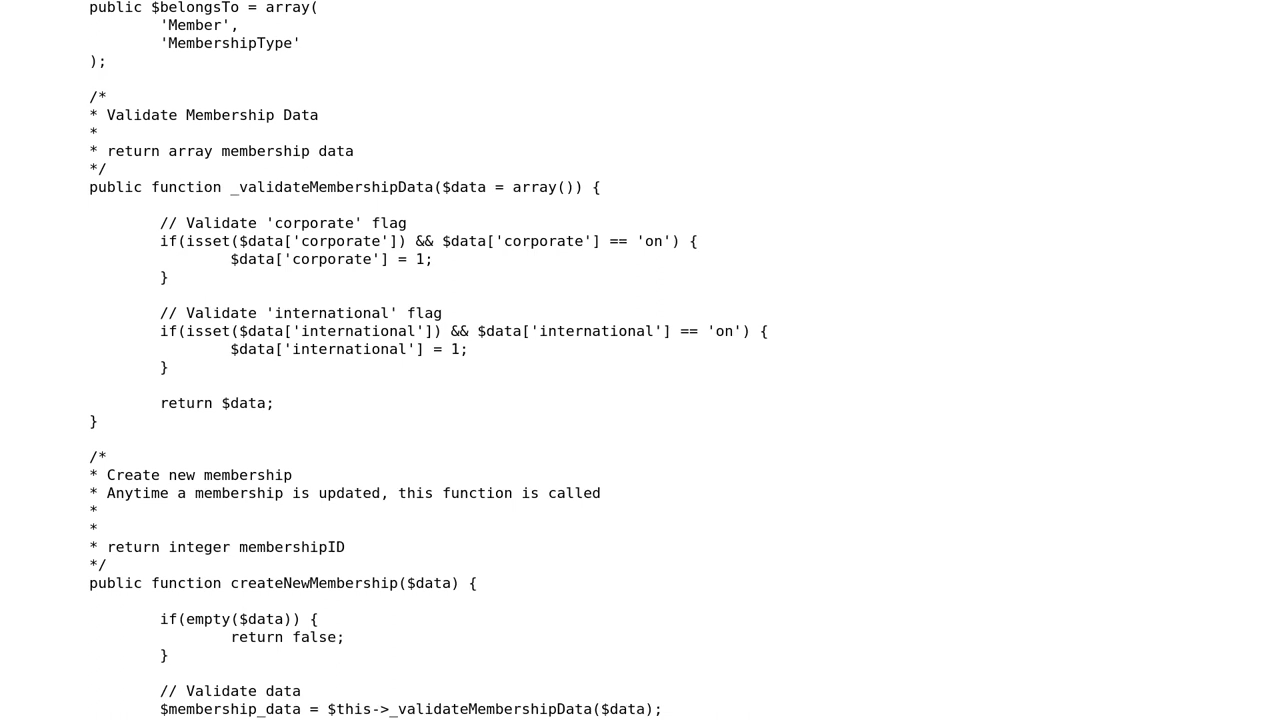 public $belongsTo = array(
'Member',
'MembershipType'
);
/*
* Validate Membership Data
*
* return array membership data
*/
public function _validateMembershipData($data = array()) {
// Validate 'corporate' flag
if(isset($data['corporate']) && $data['corporate'] == 'on') {
$data['corporate'] = 1;
}
// Validate 'international' flag
if(isset($data['international']) && $data['international'] == 'on') {
$data['international'] = 1;
}
return $data;
}
/*
* Create new membership
* Anytime a membership is updated, this function is called
*
*
* return integer membershipID
*/
public function createNewMembership($data) {
if(empty($data)) {
return false;
}
// Validate data
$membership_data = $this->_validateMembershipData($data);